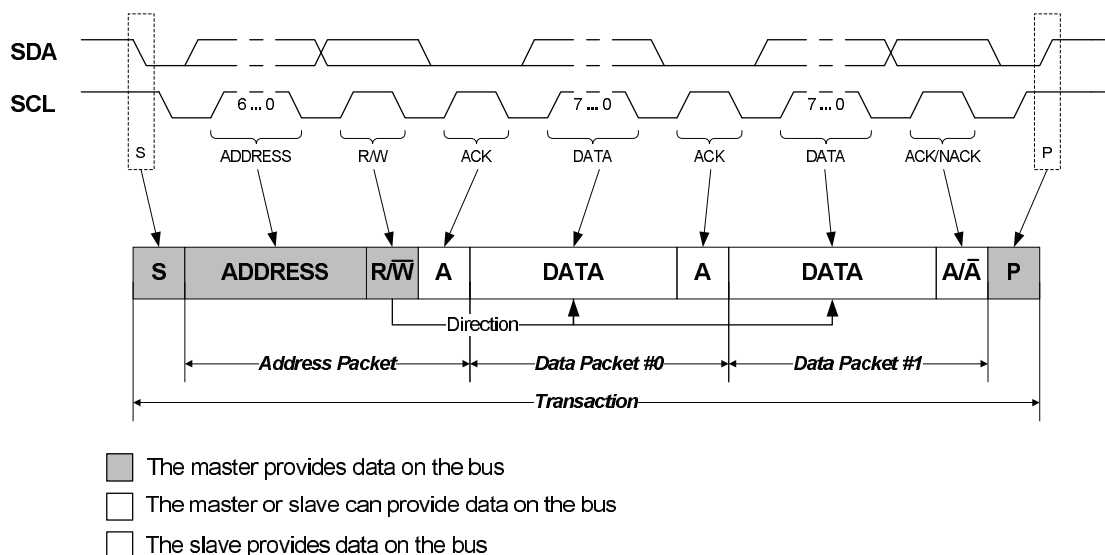 SDA
SCL
6 ... 0
7 ... 0
7 ... 0
S
ADDRESS
R/W
ACK
DATA
ACK
DATA
ACK/NACK
P
S
ADDRESS
R/W̅
A
DATA
A
DATA
A/A̅
P
Direction
Address Packet
Data Packet #0
Data Packet #1
Transaction
The master provides data on the bus
The master or slave can provide data on the bus
The slave provides data on the bus